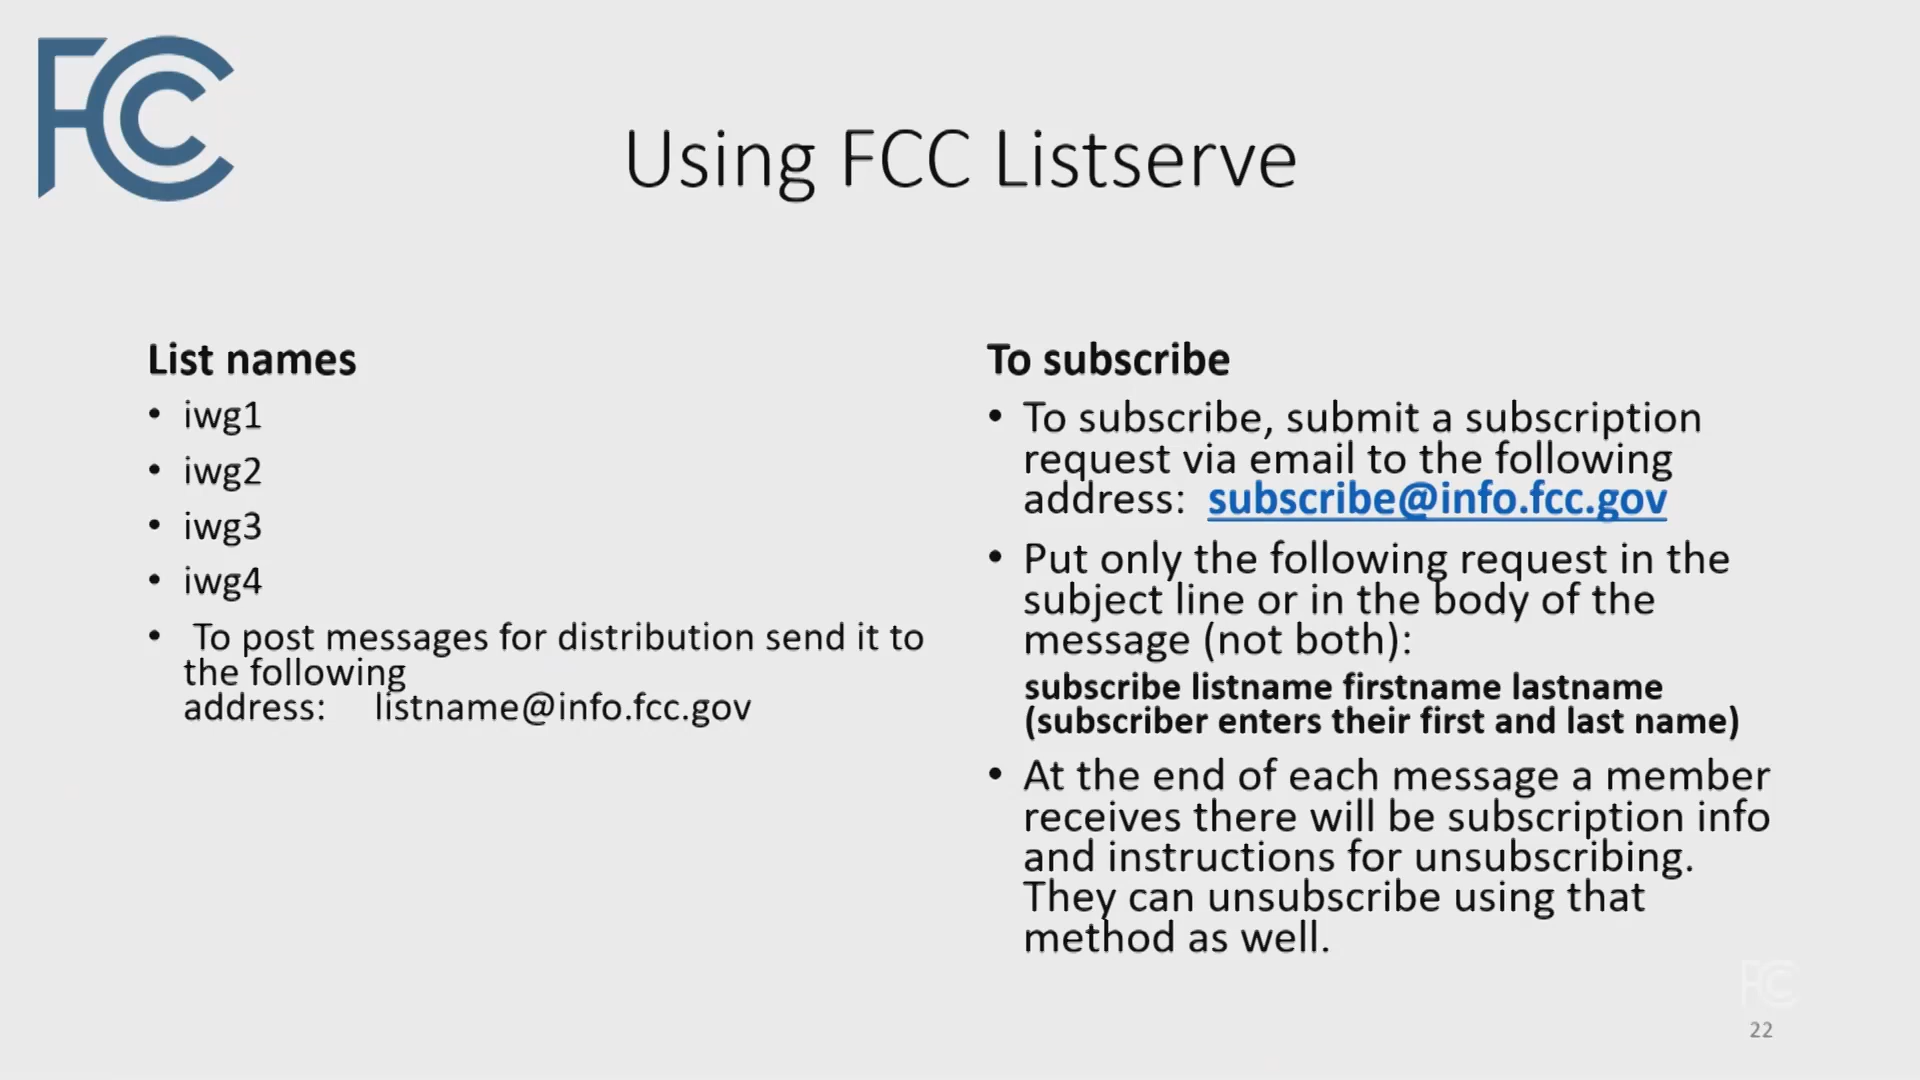 FCC
Using FCC Listserve
List names
• iwg1
• iwg2
• iwg3
• iwg4
• To post messages for distribution send it to
the following
address: listname@info.fcc.gov
To subscribe
• To subscribe, submit a subscription
request via email to the following
address: subscribe@info.fcc.gov
• Put only the following request in the
subject line or in the body of the
message (not both):
subscribe listname firstname lastname
(subscriber enters their first and last name)
• At the end of each message a member
receives there will be subscription info
and instructions for unsubscribing.
They can unsubscribe using that
method as well.
FCC
22